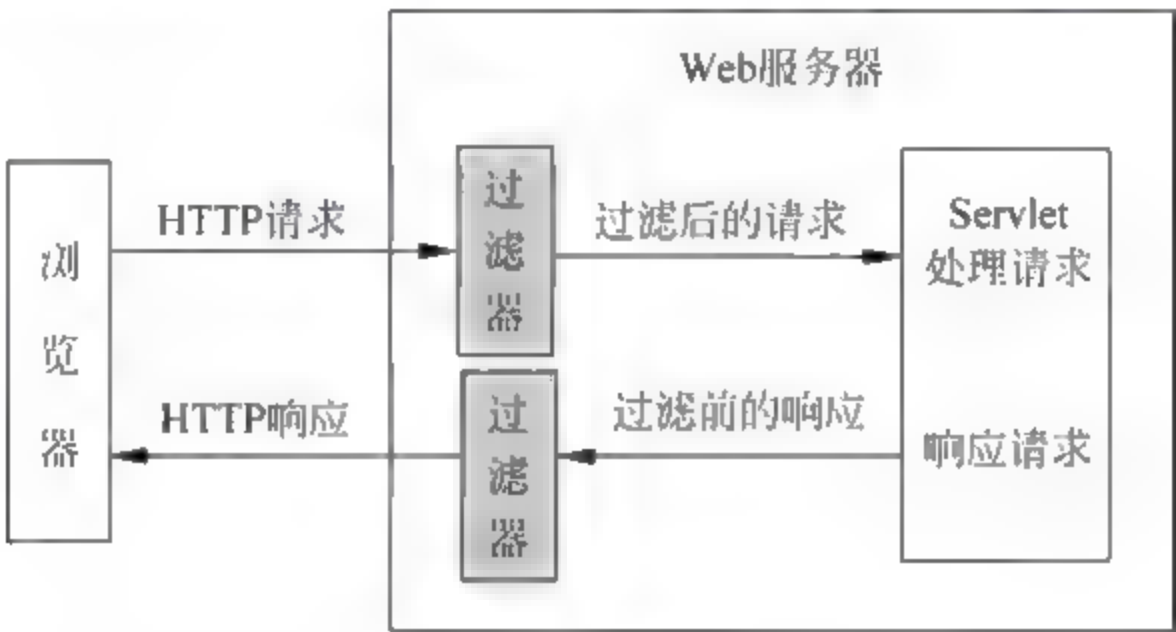 Web服务器
浏览器
HTTP请求
过滤器
过滤后的请求
Servlet
处理请求
HTTP响应
过滤器
过滤前的响应
响应请求